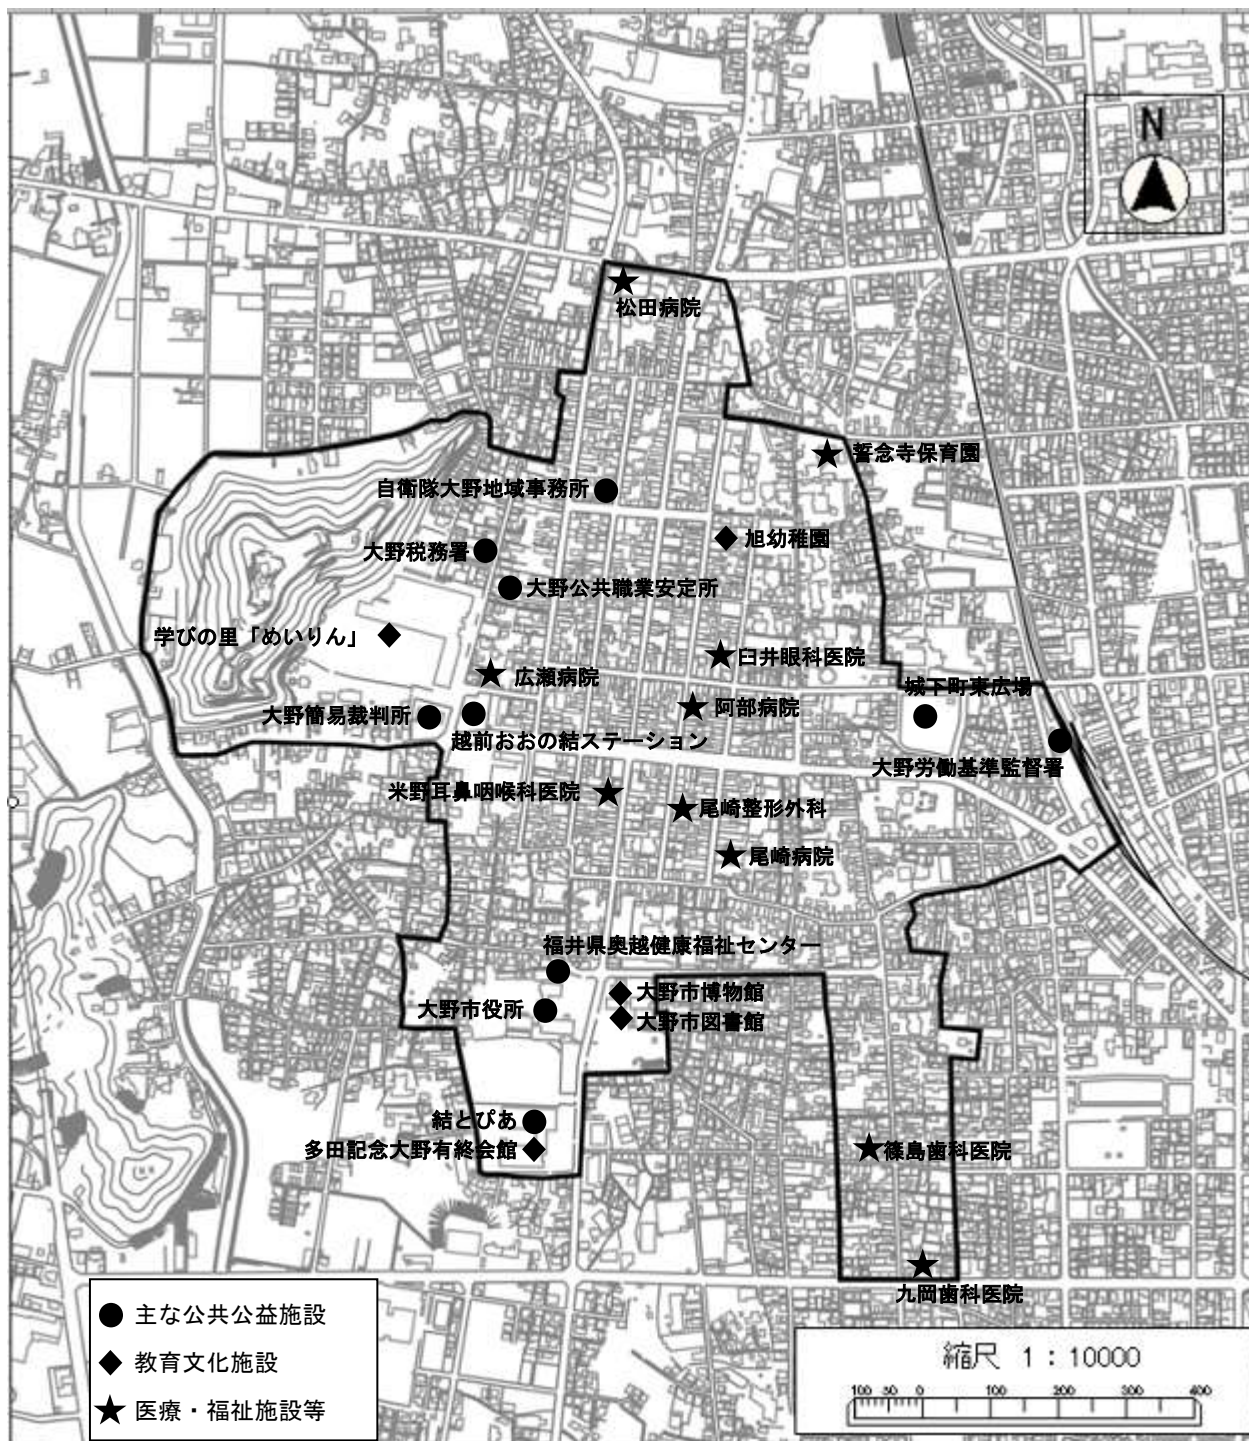 N
松田病院
誓念寺保育園
自衛隊大野地域事務所
旭幼稚園
大野税務署
大野公共職業安定所
学びの里「めいりん」
臼井眼科医院
広瀬病院
城下町東広場
阿部病院
大野簡易裁判所
越前おおの結ステーション
大野労働基準監督署
米野耳鼻咽喉科医院
尾崎整形外科
尾崎病院
福井県奥越健康福祉センター
大野市博物館
大野市役所
大野市図書館
結とぴあ
多田記念大野有終会館
篠島歯科医院
九岡歯科医院
主な公共公益施設
教育文化施設
医療・福祉施設等
縮尺 1:10000
100 50 0 100 200 300 400